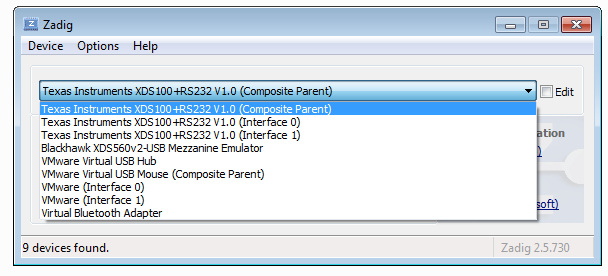 Zadig
Device Options Help
Texas Instruments XDS100+RS232 V1.0 (Composite Parent) Edit
Texas Instruments XDS100+RS232 V1.0 (Composite Parent)
Texas Instruments XDS100+RS232 V1.0 (Interface 0)
Texas Instruments XDS100+RS232 V1.0 (Interface 1)
Blackhawk XDS560v2-USB Mezzanine Emulator
VMware Virtual USB Hub
VMware Virtual USB Mouse (Composite Parent)
VMware (Interface 0)
VMware (Interface 1)
Virtual Bluetooth Adapter
ation
)
soft)
9 devices found. Zadig 2.5.730